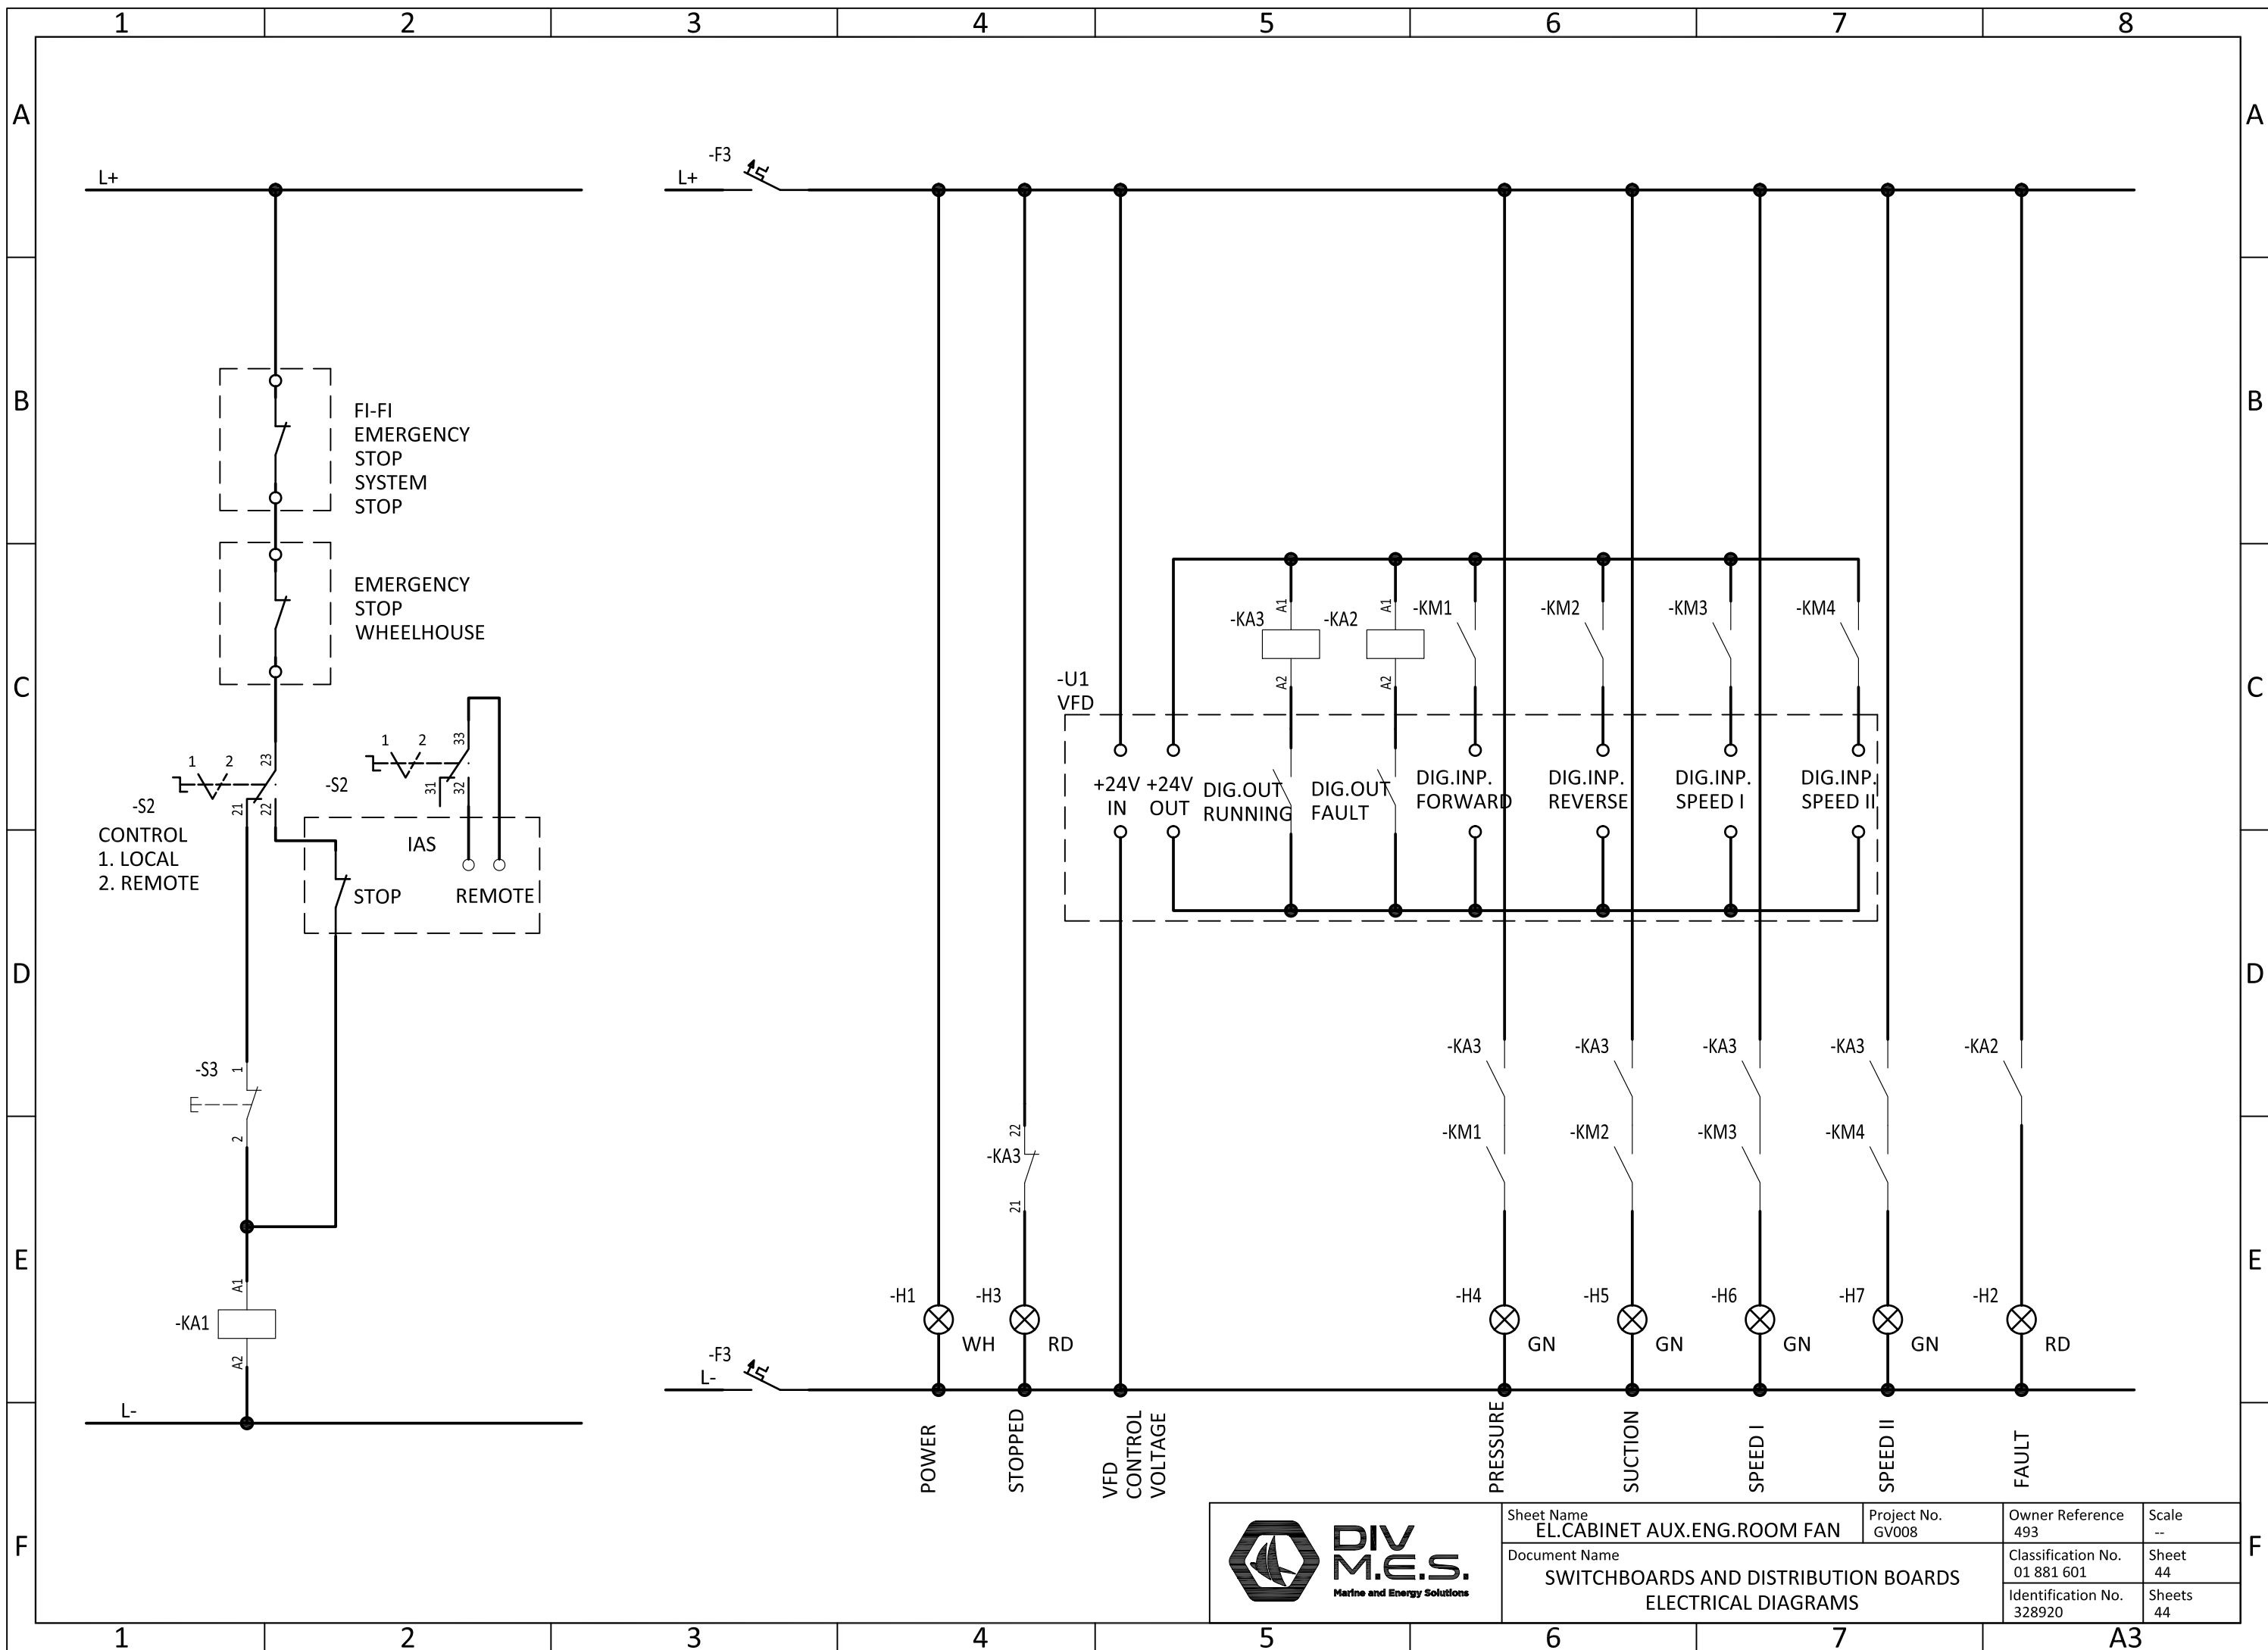 1 2 3 4 5 6 7 8
A A
-F3
L+ L+
B B
FI-FI
EMERGENCY
STOP
SYSTEM
STOP
EMERGENCY
STOP
WHEELHOUSE
A1 A1
-KA3 -KA2 -KM1 -KM2 -KM3 -KM4
A2 A2
C C
-U1
VFD
1 2 23
-S2
21 22
1 2 33
-S2
31 32
CONTROL
1. LOCAL
2. REMOTE
IAS
STOP REMOTE
+24V
IN
+24V
OUT
DIG.OUT
RUNNING
DIG.OUT
FAULT
DIG.INP.
FORWARD
DIG.INP.
REVERSE
DIG.INP.
SPEED I
DIG.INP.
SPEED II
D D
-S3 1
2
-KA3 -KA3 -KA3 -KA3 -KA2
22
-KA3
21
-KM1 -KM2 -KM3 -KM4
E E
A1
-KA1
A2
-H1 -H3 -H4 -H5 -H6 -H7 -H2
WH RD GN GN GN GN RD
-F3
L-
L-
POWER
STOPPED
VFD
CONTROL
VOLTAGE
PRESSURE
SUCTION
SPEED I
SPEED II
FAULT
F F
DIV
M.E.S.
Marine and Energy Solutions
Sheet Name
EL.CABINET AUX.ENG.ROOM FAN
Project No.
GV008
Owner Reference
493
Scale
--
Document Name
SWITCHBOARDS AND DISTRIBUTION BOARDS
ELECTRICAL DIAGRAMS
Classification No.
01 881 601
Sheet
44
Identification No.
328920
Sheets
44
1 2 3 4 5 6 7 A3